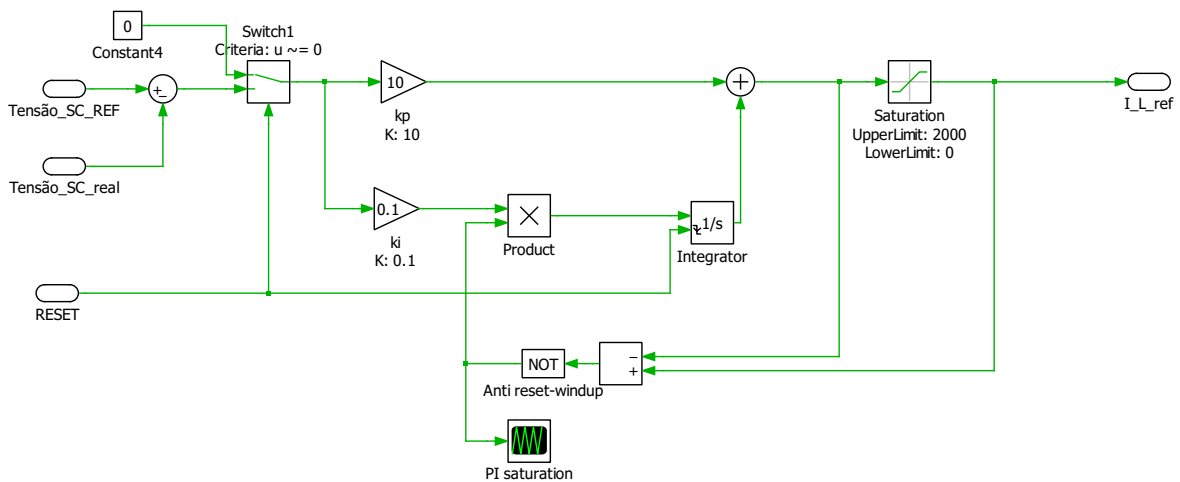 0
Constant4
Switch1
Criteria: u ~= 0
Tensão_SC_REF
+
−
Tensão_SC_real
10
kp
K: 10
+
Saturation
UpperLimit: 2000
LowerLimit: 0
I_L_ref
0.1
ki
K: 0.1
×
Product
1/s
Integrator
RESET
NOT
Anti reset-windup
−
+
PI saturation